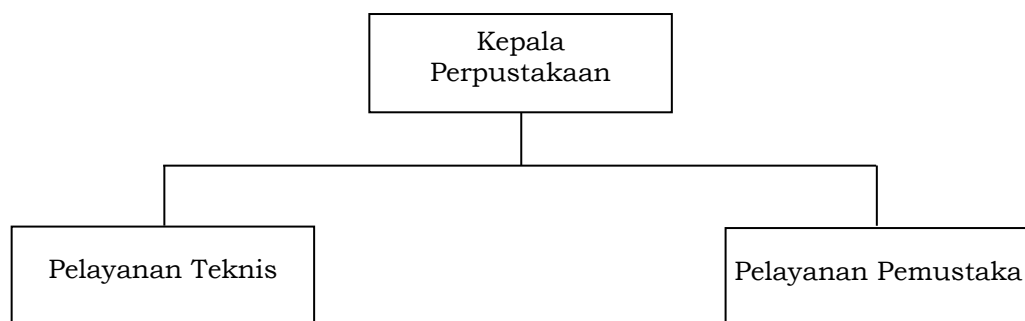 Kepala
Perpustakaan
Pelayanan Teknis
Pelayanan Pemustaka